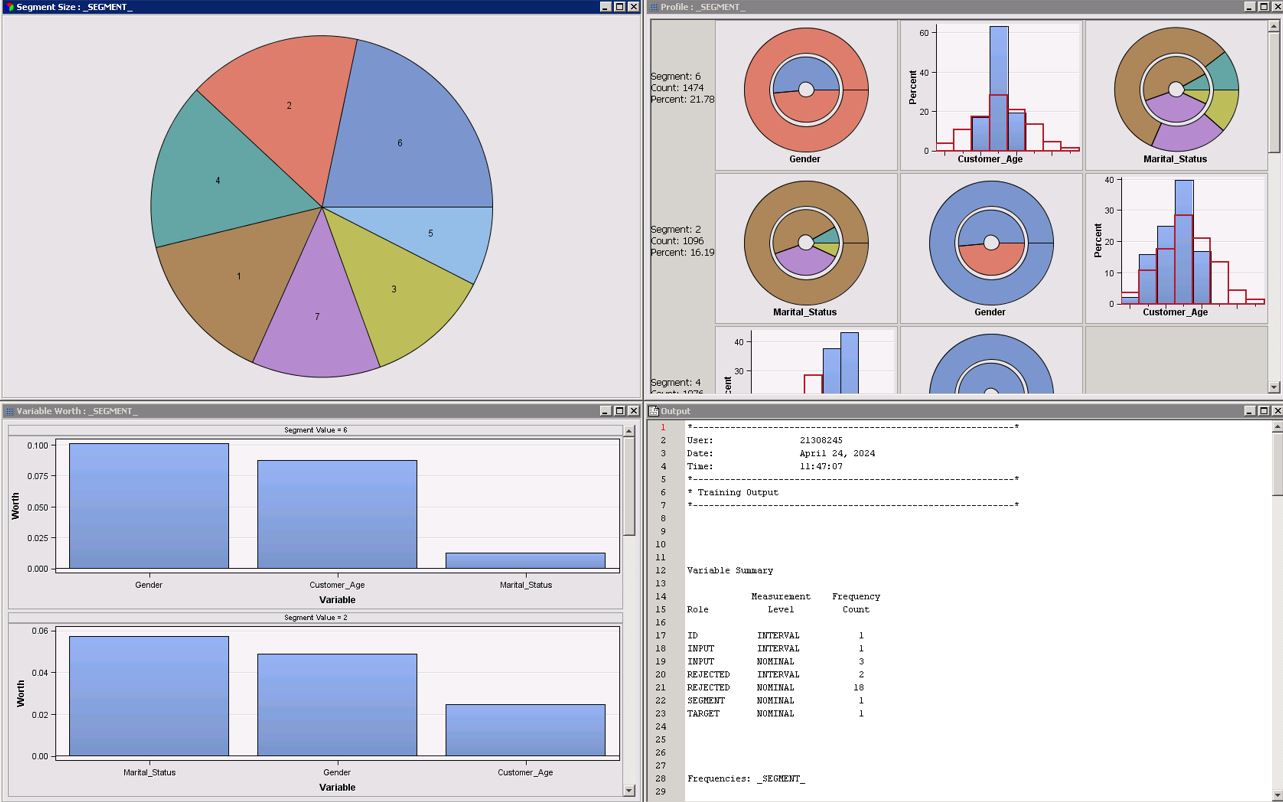 Segment Size : _SEGMENT_
2
6
4
5
1
3
7
Profile : _SEGMENT_
Segment: 6
Count: 1474
Percent: 21.78
Gender
Percent
60
40
20
0
Customer_Age
Marital_Status
Segment: 2
Count: 1096
Percent: 16.19
Marital_Status
Gender
Percent
40
30
20
10
0
Customer_Age
Segment: 4
40
30
Variable Worth : _SEGMENT_
Segment Value = 6
Worth
0.100
0.075
0.050
0.025
0.000
Gender Customer_Age Marital_Status
Variable
Segment Value = 2
Worth
0.06
0.04
0.02
0.00
Marital_Status Gender Customer_Age
Variable
Output
1 *------------------------------------------------------------*
2 User: 21308245
3 Date: April 24, 2024
4 Time: 11:47:07
5 *------------------------------------------------------------*
6 * Training Output
7 *------------------------------------------------------------*
8
9
10
11
12 Variable Summary
13
14 Measurement Frequency
15 Role Level Count
16
17 ID INTERVAL 1
18 INPUT INTERVAL 1
19 INPUT NOMINAL 3
20 REJECTED INTERVAL 2
21 REJECTED NOMINAL 18
22 SEGMENT NOMINAL 1
23 TARGET NOMINAL 1
24
25
26
27
28 Frequencies: _SEGMENT_
29